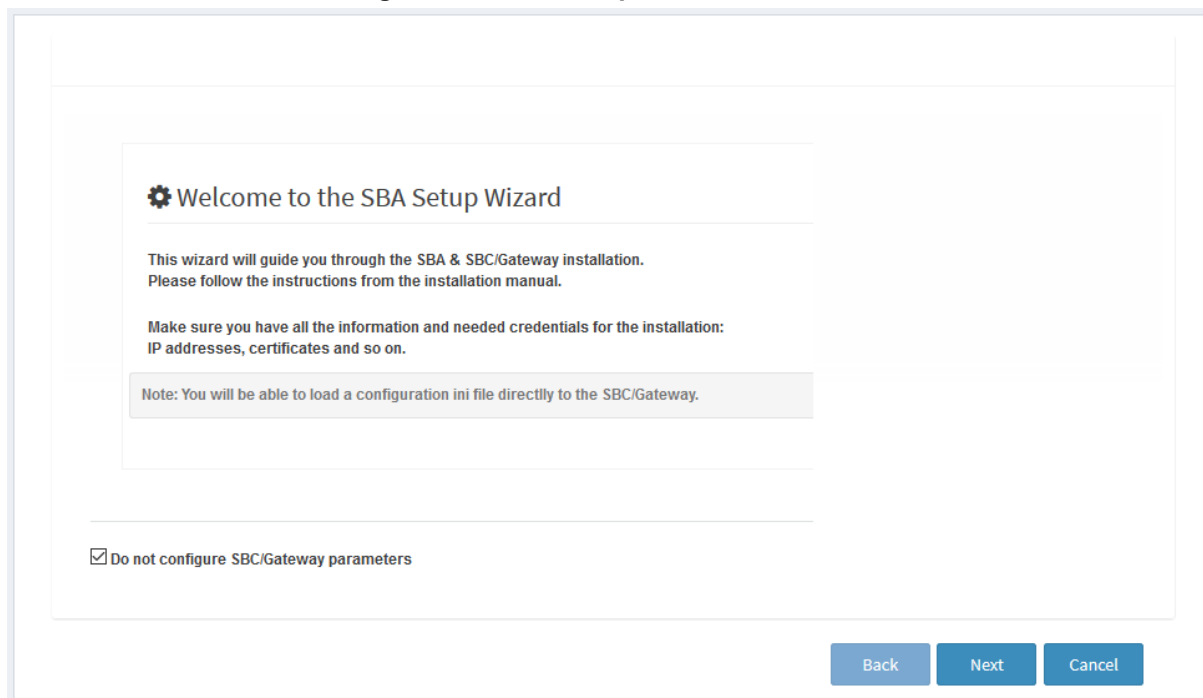 Welcome to the SBA Setup Wizard
This wizard will guide you through the SBA & SBC/Gateway installation.
Please follow the instructions from the installation manual.
Make sure you have all the information and needed credentials for the installation:
IP addresses, certificates and so on.
Note: You will be able to load a configuration ini file directlly to the SBC/Gateway.
Do not configure SBC/Gateway parameters
Back Next Cancel